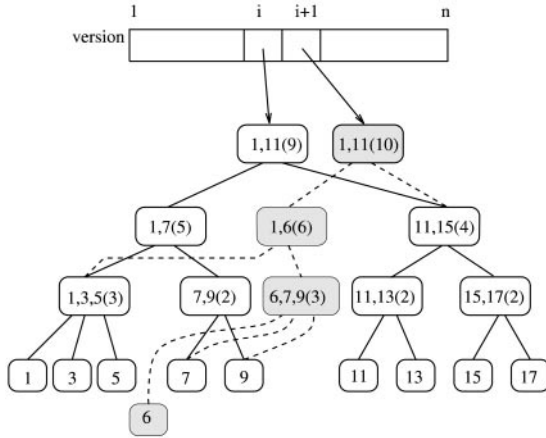 1 i i+1 n
version
1,11(9) 1,11(10)
1,7(5) 1,6(6) 11,15(4)
1,3,5(3) 7,9(2) 6,7,9(3) 11,13(2) 15,17(2)
1 3 5 7 9 11 13 15 17
6